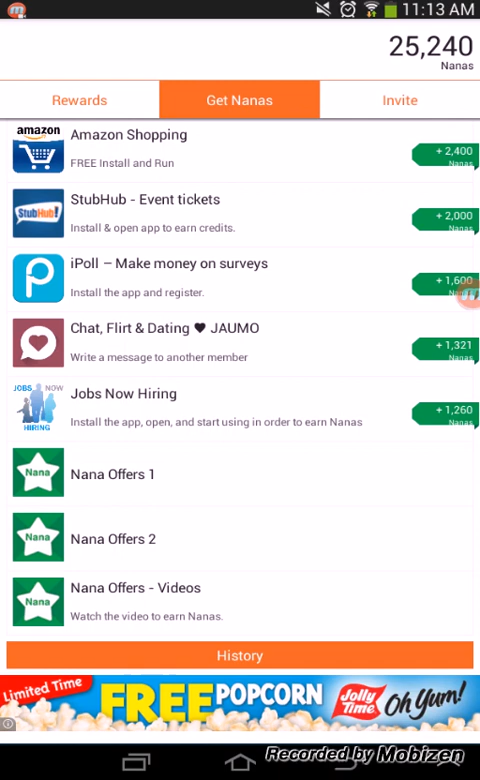 11:13 AM
25,240
Nanas
Rewards
Get Nanas
Invite
amazon
Amazon Shopping
FREE Install and Run
+ 2,400
Nanas
StubHub!
StubHub - Event tickets
Install & open app to earn credits.
+ 2,000
Nanas
iPoll – Make money on surveys
Install the app and register.
+ 1,600
Nanas
Chat, Flirt & Dating ♥ JAUMO
Write a message to another member
+ 1,321
Nanas
JOBS NOW
HIRING
Jobs Now Hiring
Install the app, open, and start using in order to earn Nanas
+ 1,260
Nanas
Nana
Nana Offers 1
Nana
Nana Offers 2
Nana
Nana Offers - Videos
Watch the video to earn Nanas.
History
Limited Time
FREE POPCORN
Jolly Time
Oh Yum!
Recorded by Mobizen